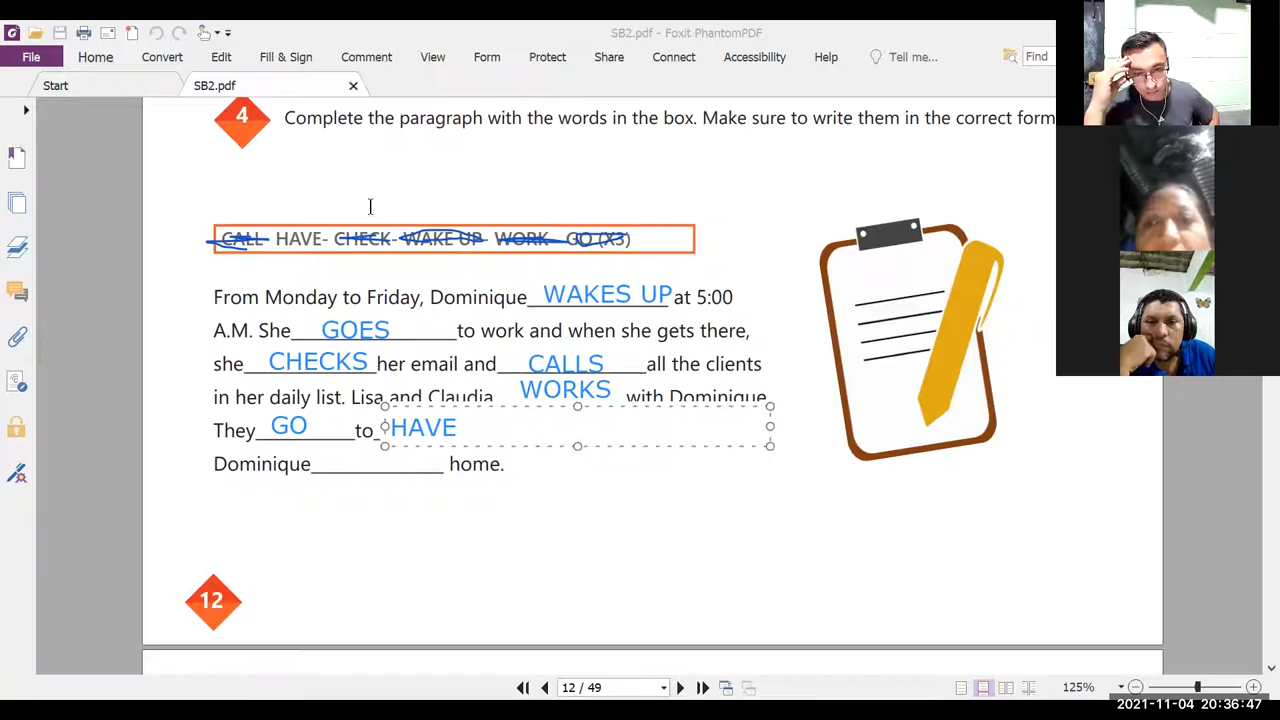 SB2.pdf - Foxit PhantomPDF
File Home Convert Edit Fill & Sign Comment View Form Protect Share Connect Accessibility Help Tell me... Find
Start SB2.pdf
4 Complete the paragraph with the words in the box. Make sure to write them in the correct form
CALL HAVE- CHECK- WAKE UP- WORK- GO (X3)
From Monday to Friday, Dominique WAKES UP at 5:00
A.M. She GOES to work and when she gets there,
she CHECKS her email and CALLS all the clients
in her daily list. Lisa and Claudia WORKS with Dominique
They GO to HAVE
Dominique______________ home.
12
12 / 49 125%
2021-11-04 20:36:47